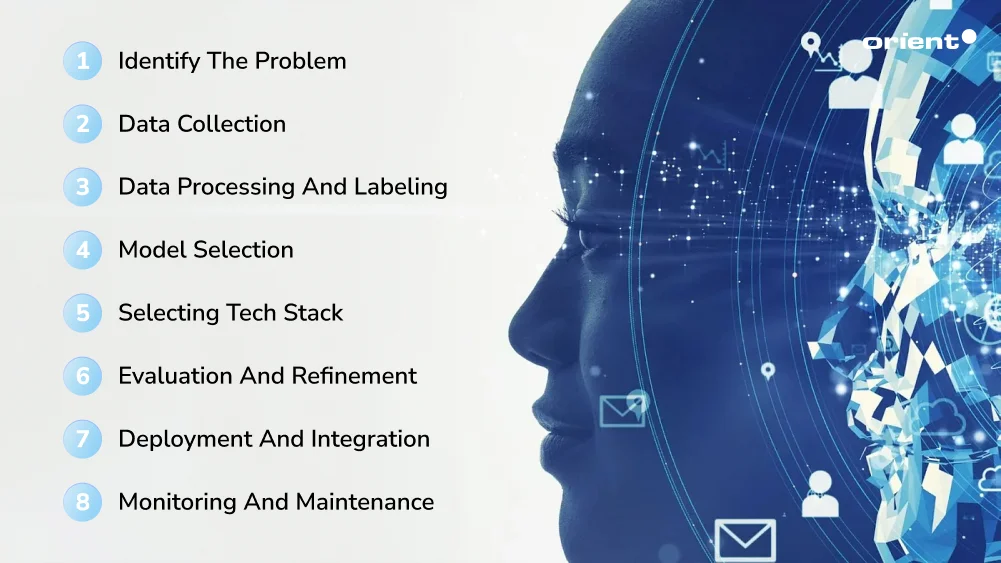 orient
1 Identify The Problem
2 Data Collection
3 Data Processing And Labeling
4 Model Selection
5 Selecting Tech Stack
6 Evaluation And Refinement
7 Deployment And Integration
8 Monitoring And Maintenance